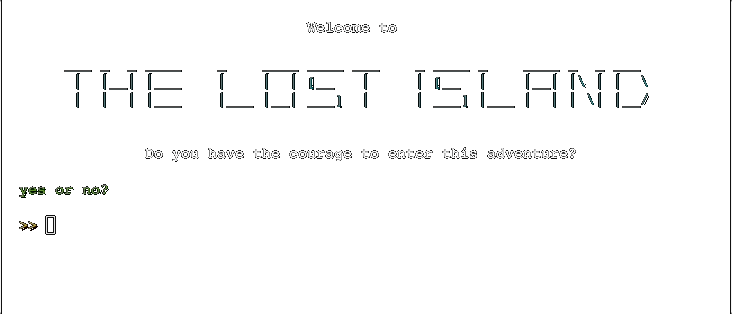 Welcome to
THE LOST ISLAND
Do you have the courage to enter this adventure?
yes or no?
>>